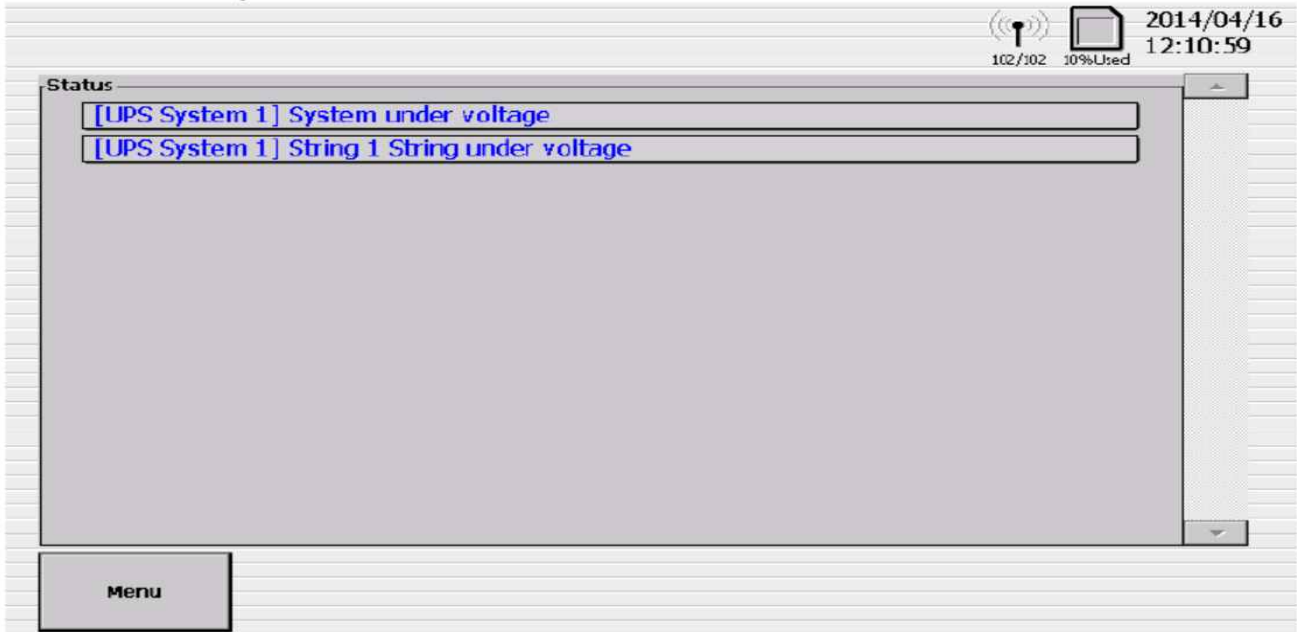 2014/04/16
12:10:59
102/102 10%Used
Status
[UPS System 1] System under voltage
[UPS System 1] String 1 String under voltage
Menu